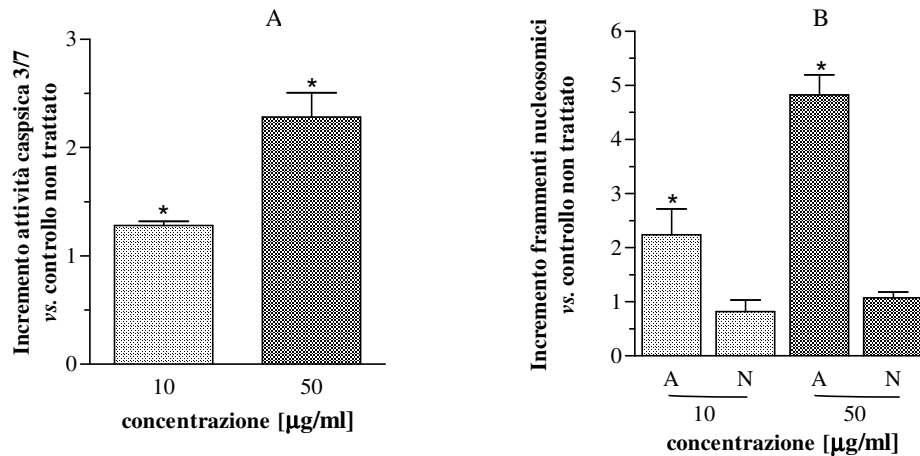 A
Incremento attività caspsica 3/7
vs. controllo non trattato
3
2
1
0
*
*
10
50
concentrazione [µg/ml]
B
Incremento frammenti nucleosomici
vs. controllo non trattato
6
5
4
3
2
1
0
*
*
A
N
A
N
10
50
concentrazione [µg/ml]